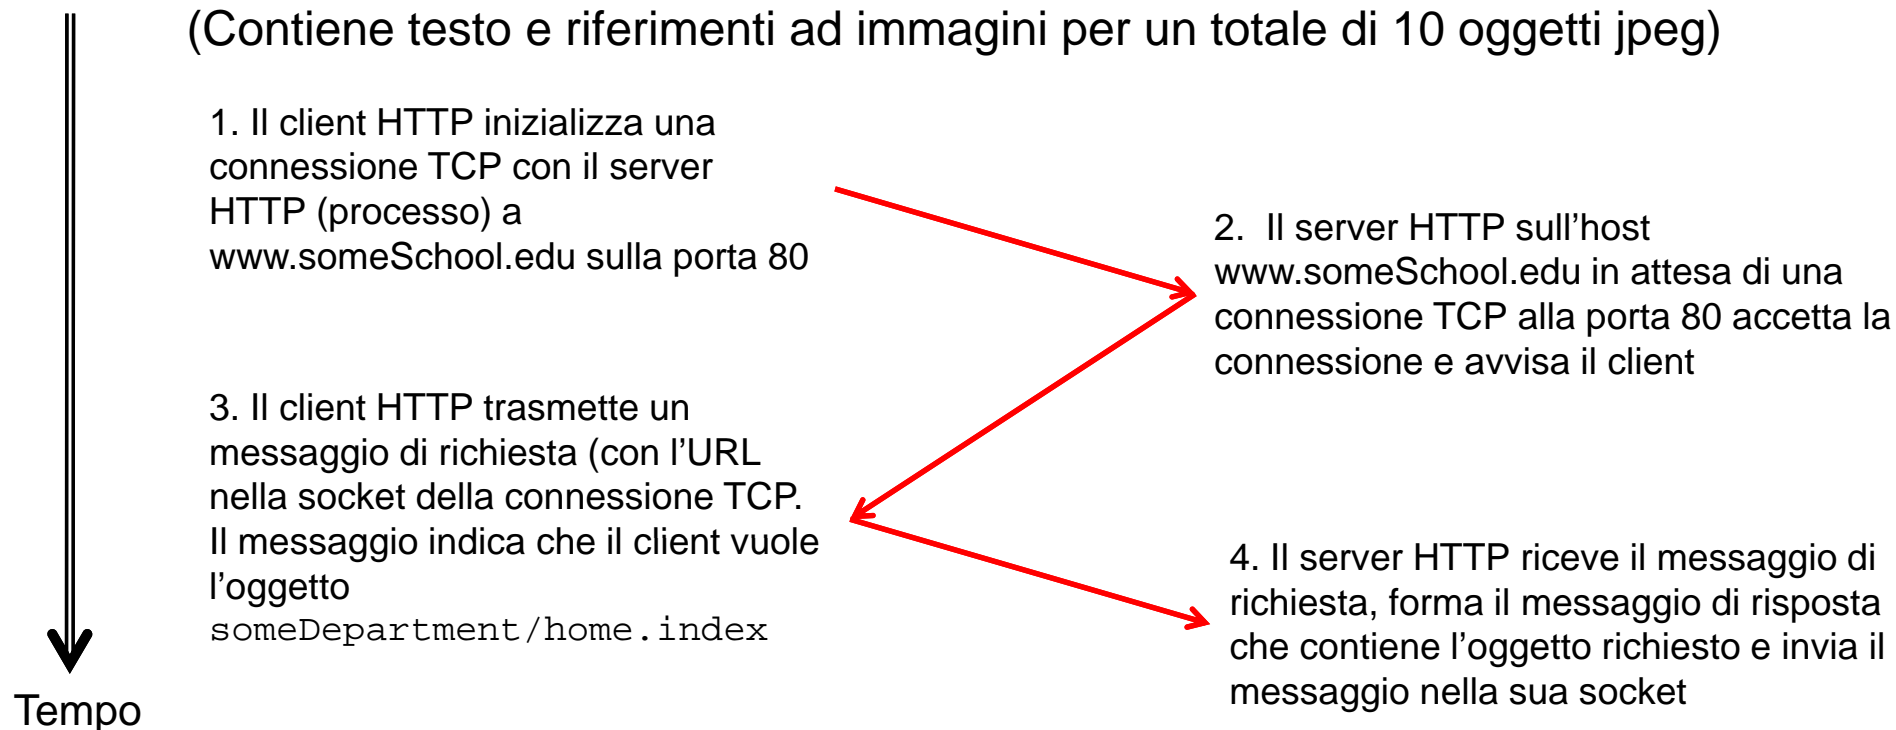 (Contiene testo e riferimenti ad immagini per un totale di 10 oggetti jpeg)
1. Il client HTTP inizializza una
connessione TCP con il server
HTTP (processo) a
www.someSchool.edu sulla porta 80
2.  Il server HTTP sull’host
www.someSchool.edu in attesa di una
connessione TCP alla porta 80 accetta la
connessione e avvisa il client
3. Il client HTTP trasmette un
messaggio di richiesta (con l’URL
nella socket della connessione TCP.
Il messaggio indica che il client vuole
l’oggetto
someDepartment/home.index
4. Il server HTTP riceve il messaggio di
richiesta, forma il messaggio di risposta
che contiene l’oggetto richiesto e invia il
messaggio nella sua socket
Tempo